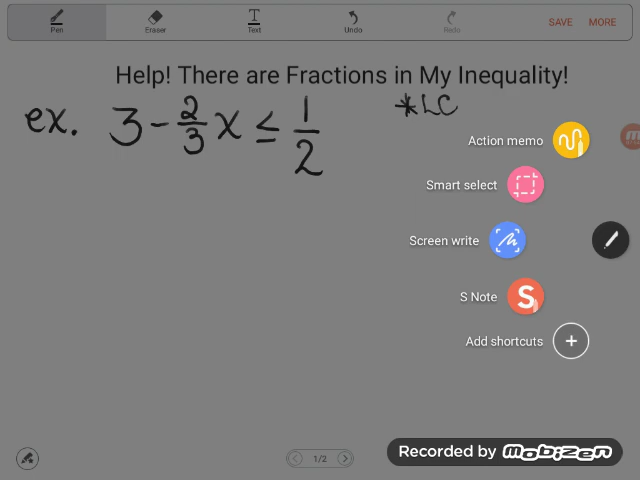 Pen Eraser Text Undo Redo SAVE MORE
Help! There are Fractions in My Inequality!
ex. 3 - 2/3 x ≤ 1/2 *LC
Action memo
Smart select
Screen write
S Note
Add shortcuts
1/2
Recorded by mobizen